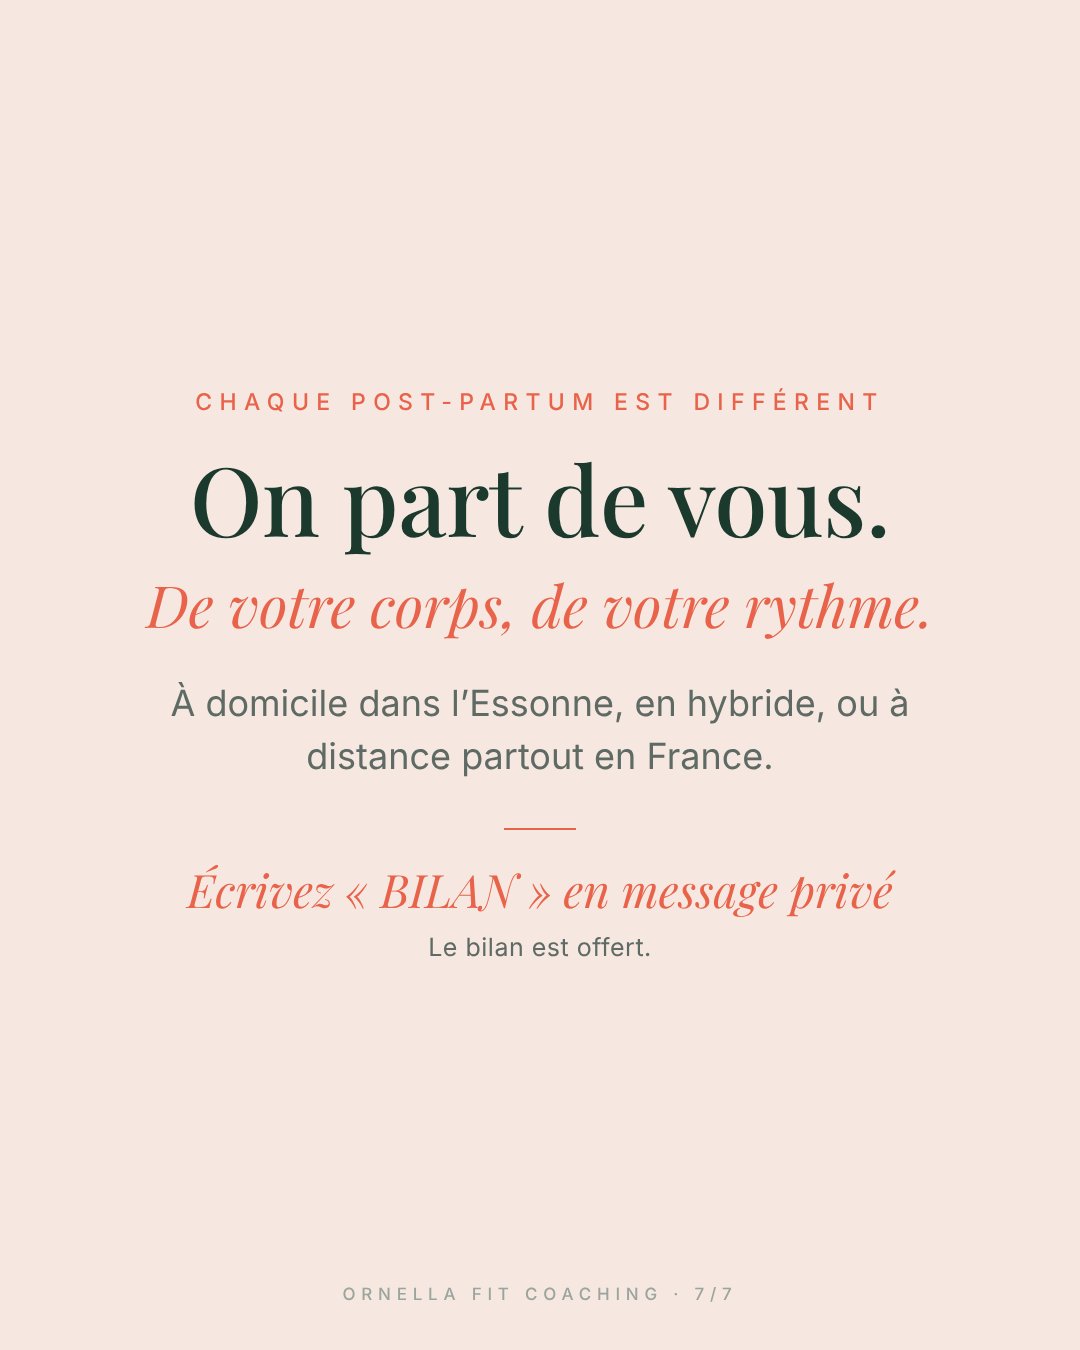 CHAQUE POST-PARTUM EST DIFFÉRENT
On part de vous.
De votre corps, de votre rythme.
À domicile dans l’Essonne, en hybride, ou à
distance partout en France.
Écrivez « BILAN » en message privé
Le bilan est offert.
ORNELLA FIT COACHING · 7/7